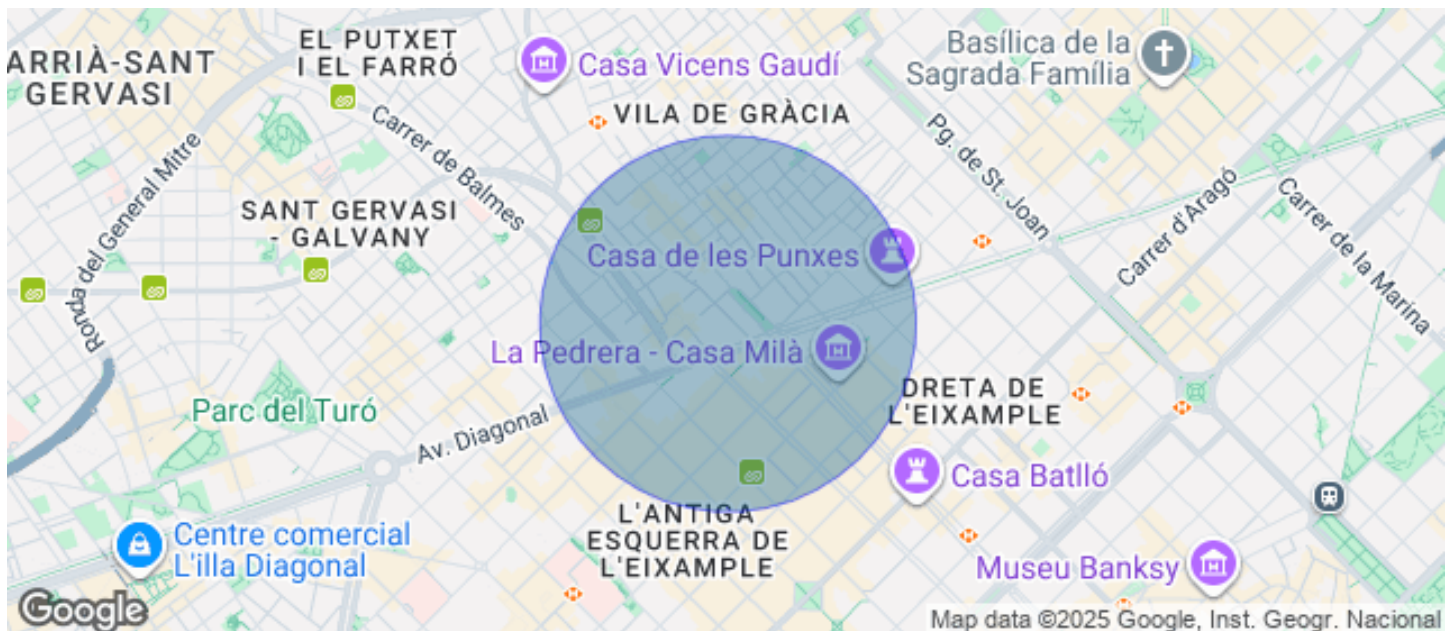 ARRIÀ-SANT
GERVASI
EL PUTXET
I EL FARRÓ
Casa Vicens Gaudí
Basílica de la
Sagrada Família
VILA DE GRÀCIA
Carrer de Balmes
Pg. de St. Joan
Ronda del General Mitre
Carrer d'Aragó
Carrer de la Marina
SANT GERVASI
- GALVANY
Casa de les Punxes
La Pedrera - Casa Milà
DRETA DE
L'EIXAMPLE
Parc del Turó
Av. Diagonal
Casa Batlló
L'ANTIGA
ESQUERRA DE
L'EIXAMPLE
Centre comercial
L'illa Diagonal
Museu Banksy
Google
Map data ©2025 Google, Inst. Geogr. Nacional